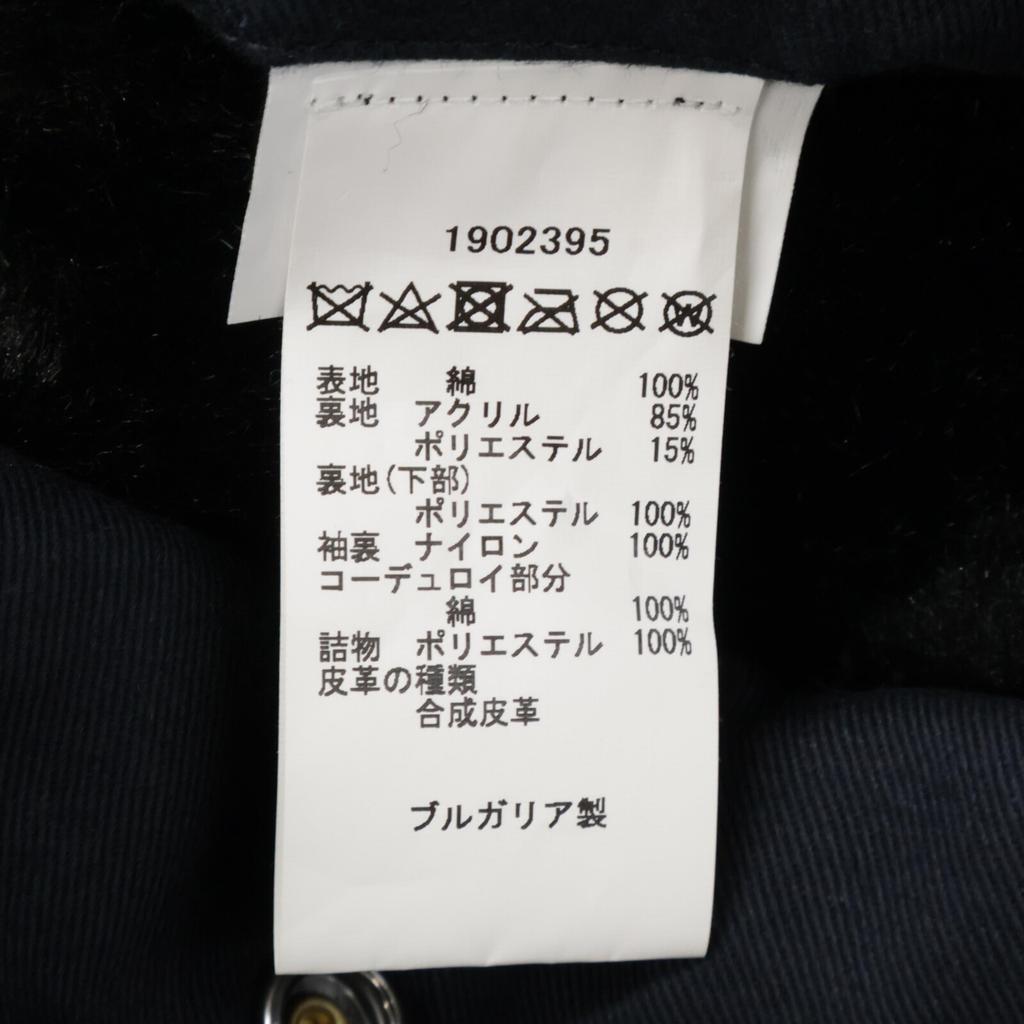 1902395
表地 綿 100%
裏地 アクリル 85%
ポリエステル 15%
裏地(下部)
ポリエステル 100%
袖裏 ナイロン 100%
コーデュロイ部分
綿 100%
詰物 ポリエステル 100%
皮革の種類
合成皮革
ブルガリア製